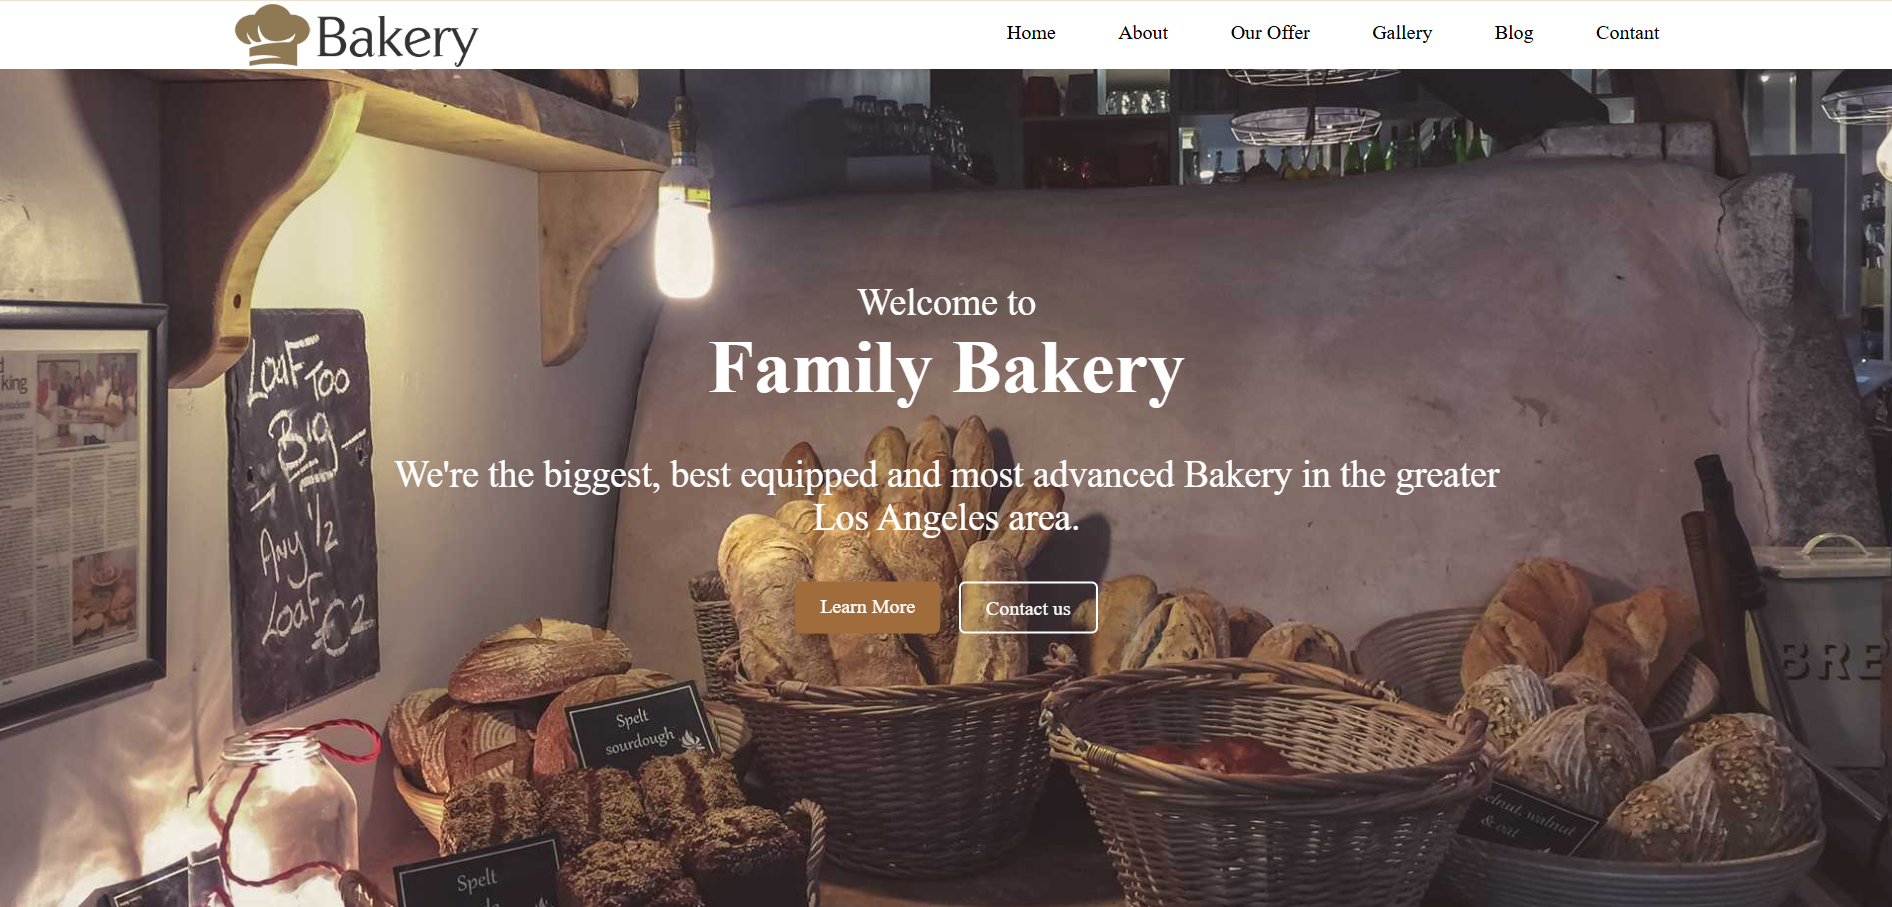 Bakery
Home About Our Offer Gallery Blog Contant
Welcome to
Family Bakery
We're the biggest, best equipped and most advanced Bakery in the greater
Los Angeles area.
Learn More Contact us
king
Loaf Too
Big
Any 1/2
Loaf €2
Spelt
sourdough
Spelt
walnut
& oat
BRE